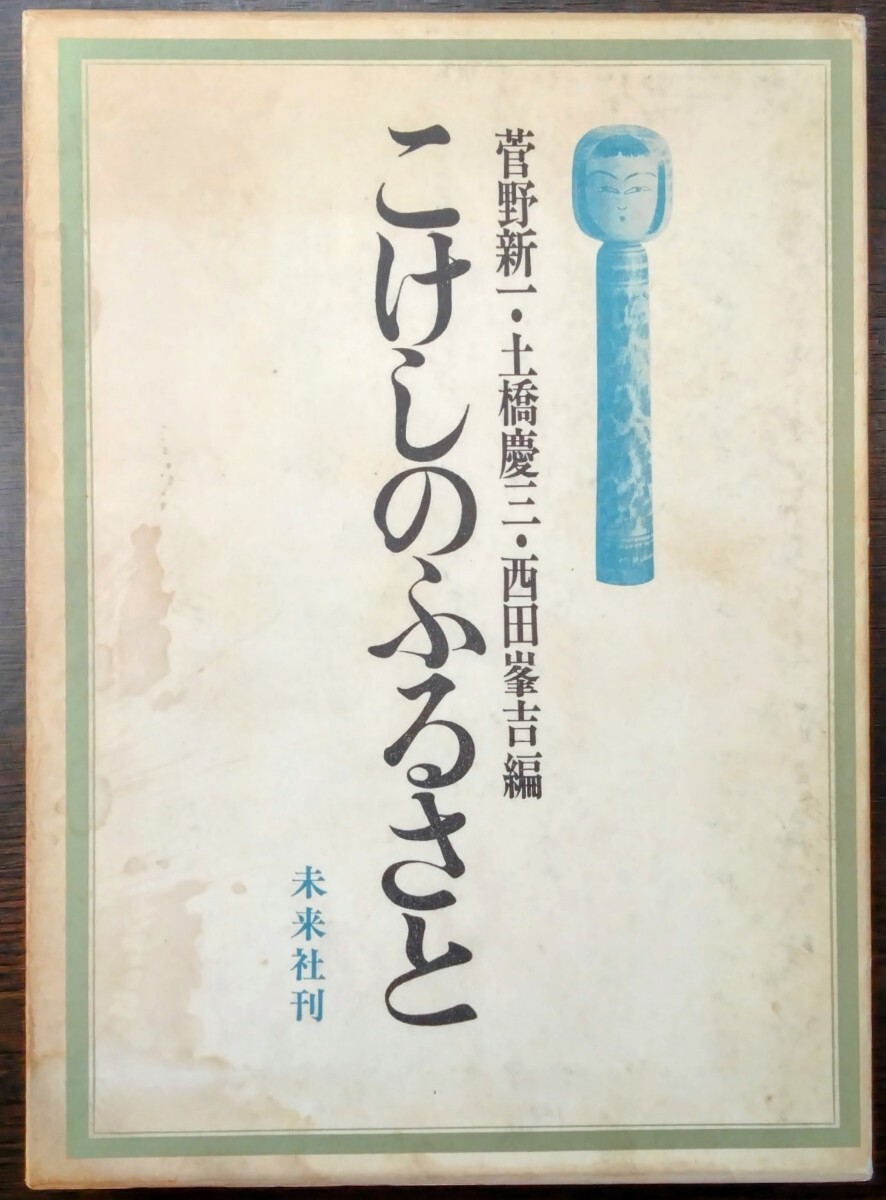 菅野新一・土橋慶三・西田峯吉編
こけしのふるさと
未来社刊